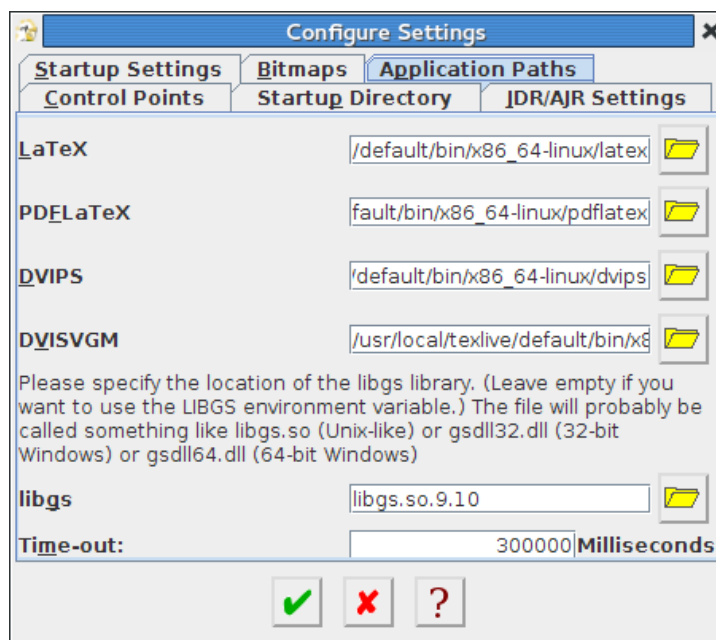 Configure Settings
Startup Settings Bitmaps Application Paths
Control Points Startup Directory JDR/AJR Settings
LaTeX /default/bin/x86_64-linux/latex
PDFLaTeX fault/bin/x86_64-linux/pdflatex
DVIPS /default/bin/x86_64-linux/dvips
DVISVGM /usr/local/texlive/default/bin/x8
Please specify the location of the libgs library. (Leave empty if you
want to use the LIBGS environment variable.) The file will probably be
called something like libgs.so (Unix-like) or gsdll32.dll (32-bit
Windows) or gsdll64.dll (64-bit Windows)
libgs libgs.so.9.10
Time-out: 300000 Milliseconds
?